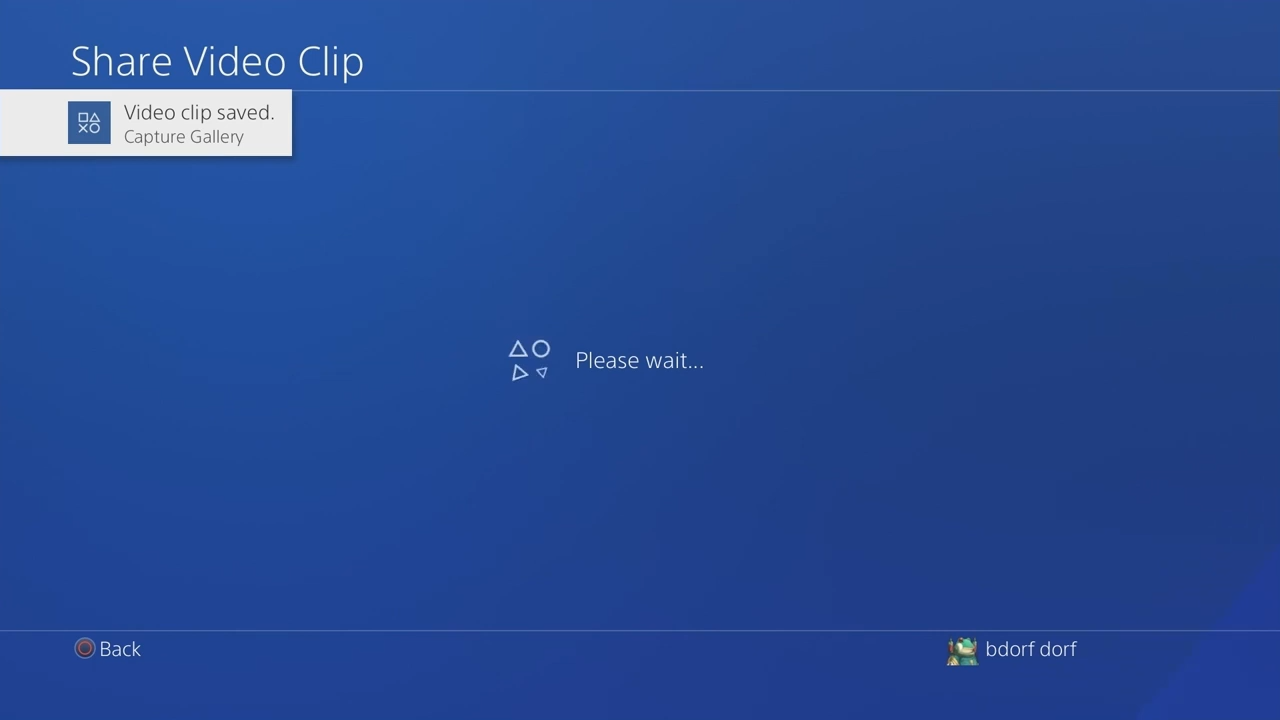 Share Video Clip
Video clip saved.
Capture Gallery
Please wait...
Back
bdorf dorf